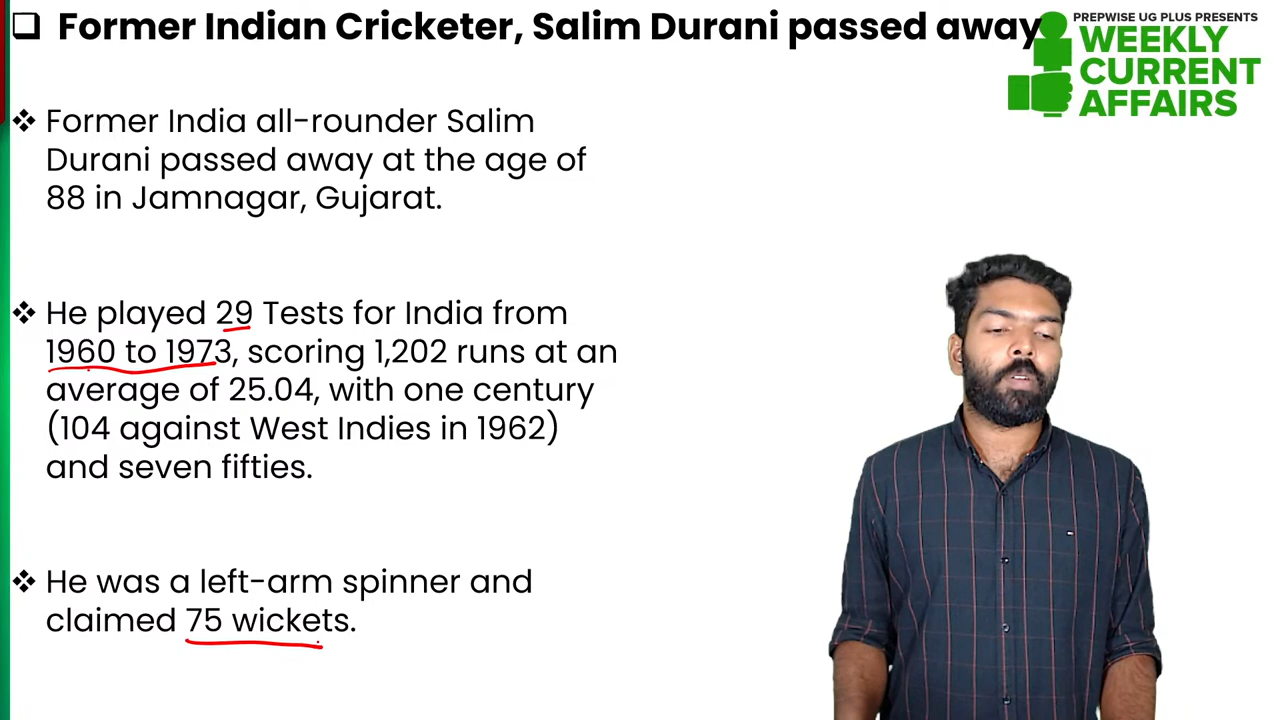 Former Indian Cricketer, Salim Durani passed away
PREPWISE UG PLUS PRESENTS
WEEKLY
CURRENT
AFFAIRS
Former India all-rounder Salim
Durani passed away at the age of
88 in Jamnagar, Gujarat.
He played 29 Tests for India from
1960 to 1973, scoring 1,202 runs at an
average of 25.04, with one century
(104 against West Indies in 1962)
and seven fifties.
He was a left-arm spinner and
claimed 75 wickets.